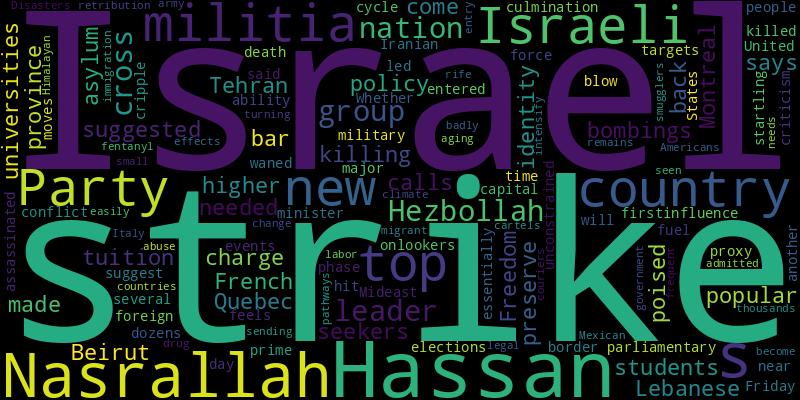 Disasters retribution army
cycle come culmination
entry people
militia
nation
Israeli
Israel
killed
United
says
universities
province
moves
Himalayan
asylum
immigration
cross
cripple
death
Iranian
led
policy
rife
entered
force
targets
smugglers
back
states
Montreal
startling
needs
criticism
said
Tehran
Whether
ability
turning
group
identity
intensify
blow
suggested
fentanyl
bar
military
badly
aging
bombings
small
effects
killing
remains
Americans
waned
major
time
seen
Party
higher
new
calls
climate
capital
unconstrained
country
assassinated
conflict
easily
needed
minister
Hezbollah
cartels
will
firstinfluence
change
migrant
strike
Italy
abuse
events
labor
onlookers
essentially
Freedom
couriers
preserve
fuel
government
poisd
frequent
proxy
admitted
another
tuition
charge
top
suggest
countries
phase
Mideast
made
several
French
hit
pathways
popular
foreign
Quebec
leader
thousands
dozens
feels
seekers
drug
sending
Mexican
Beirut
prime
elections
legal
border
parliamentary
s
become
Nasrallah
day
Hassan
students
near
Lebanese
Friday